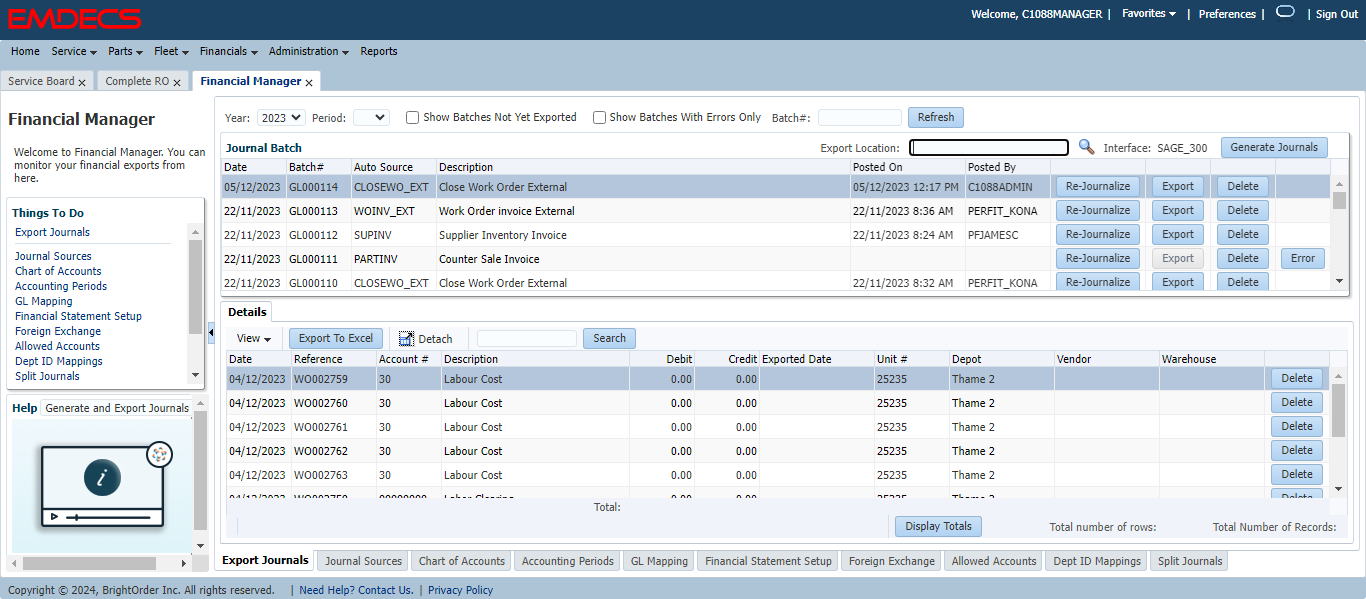 EMDECS
Welcome, C1088MANAGER | Favorites | Preferences | | Sign Out
Home Service Parts Fleet Financials Administration Reports
Service Board x Complete RO x Financial Manager x
Financial Manager
Welcome to Financial Manager. You can
monitor your financial exports from
here.
Things To Do
Export Journals
Journal Sources
Chart of Accounts
Accounting Periods
GL Mapping
Financial Statement Setup
Foreign Exchange
Allowed Accounts
Dept ID Mappings
Split Journals
Help Generate and Export Journals
i
Year: 2023 Period: Show Batches Not Yet Exported Show Batches With Errors Only Batch#: Refresh
Journal Batch Export Location: Interface: SAGE_300 Generate Journals
Date Batch# Auto Source Description Posted On Posted By
05/12/2023 GL000114 CLOSEWO_EXT Close Work Order External 05/12/2023 12:17 PM C1088ADMIN Re-Journalize Export Delete
22/11/2023 GL000113 WOINV_EXT Work Order invoice External 22/11/2023 8:36 AM PERFIT_KONA Re-Journalize Export Delete
22/11/2023 GL000112 SUPINV Supplier Inventory Invoice 22/11/2023 8:24 AM PFJAMESC Re-Journalize Export Delete
22/11/2023 GL000111 PARTINV Counter Sale Invoice Re-Journalize Export Delete Error
22/11/2023 GL000110 CLOSEWO_EXT Close Work Order External 22/11/2023 8:32 AM PERFIT_KONA Re-Journalize Export Delete
Details
View Export To Excel Detach Search
Date Reference Account # Description Debit Credit Exported Date Unit # Depot Vendor Warehouse
04/12/2023 WO002759 30 Labour Cost 0.00 0.00 25235 Thame 2 Delete
04/12/2023 WO002760 30 Labour Cost 0.00 0.00 25235 Thame 2 Delete
04/12/2023 WO002761 30 Labour Cost 0.00 0.00 25235 Thame 2 Delete
04/12/2023 WO002762 30 Labour Cost 0.00 0.00 25235 Thame 2 Delete
04/12/2023 WO002763 30 Labour Cost 0.00 0.00 25235 Thame 2 Delete
Total:
Display Totals Total number of rows: Total Number of Records:
Export Journals Journal Sources Chart of Accounts Accounting Periods GL Mapping Financial Statement Setup Foreign Exchange Allowed Accounts Dept ID Mappings Split Journals
Copyright © 2024, BrightOrder Inc. All rights reserved. | Need Help? Contact Us. | Privacy Policy